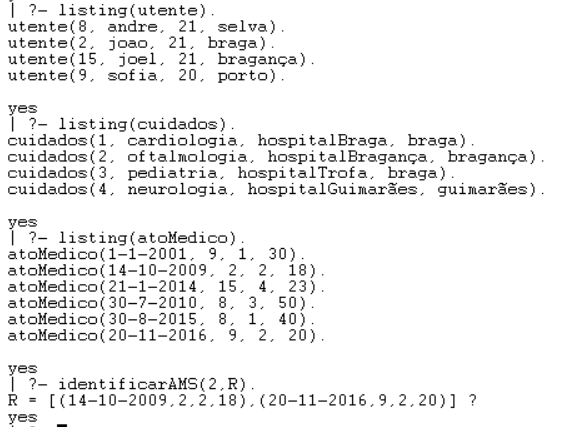 | ?- listing(utente).
utente(8, andre, 21, selva).
utente(2, joao, 21, braga).
utente(15, joel, 21, bragança).
utente(9, sofia, 20, porto).
yes
| ?- listing(cuidados).
cuidados(1, cardiologia, hospitalBraga, braga).
cuidados(2, oftalmologia, hospitalBragança, bragança).
cuidados(3, pediatria, hospitalTrofa, braga).
cuidados(4, neurologia, hospitalGuimarães, guimarães).
yes
| ?- listing(atoMedico).
atoMedico(1-1-2001, 9, 1, 30).
atoMedico(14-10-2009, 2, 2, 18).
atoMedico(21-1-2014, 15, 4, 23).
atoMedico(30-7-2010, 8, 3, 50).
atoMedico(30-8-2015, 8, 1, 40).
atoMedico(20-11-2016, 9, 2, 20).
yes
| ?- identificarAMS(2,R).
R = [(14-10-2009,2,2,18),(20-11-2016,9,2,20)] ?
yes